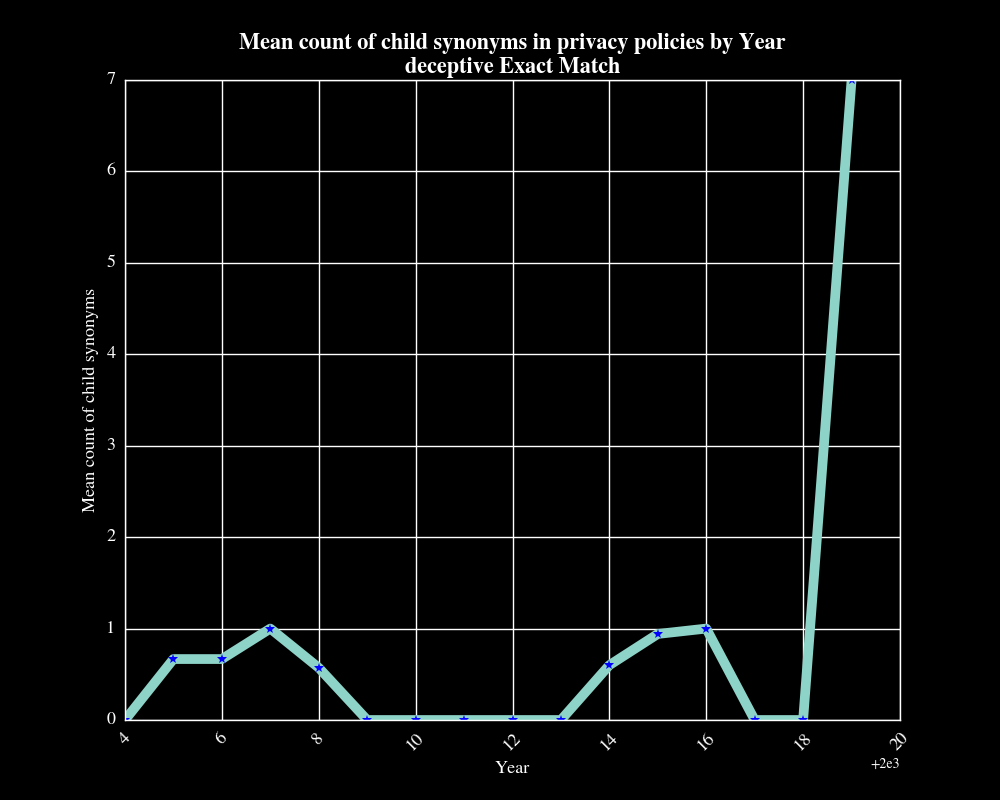 Mean count of child synonyms in privacy policies by Year
deceptive Exact Match
7
6
5
4
3
2
1
0
Mean count of child synonyms
4 6 8 10 12 14 16 18 20
Year
+2e3